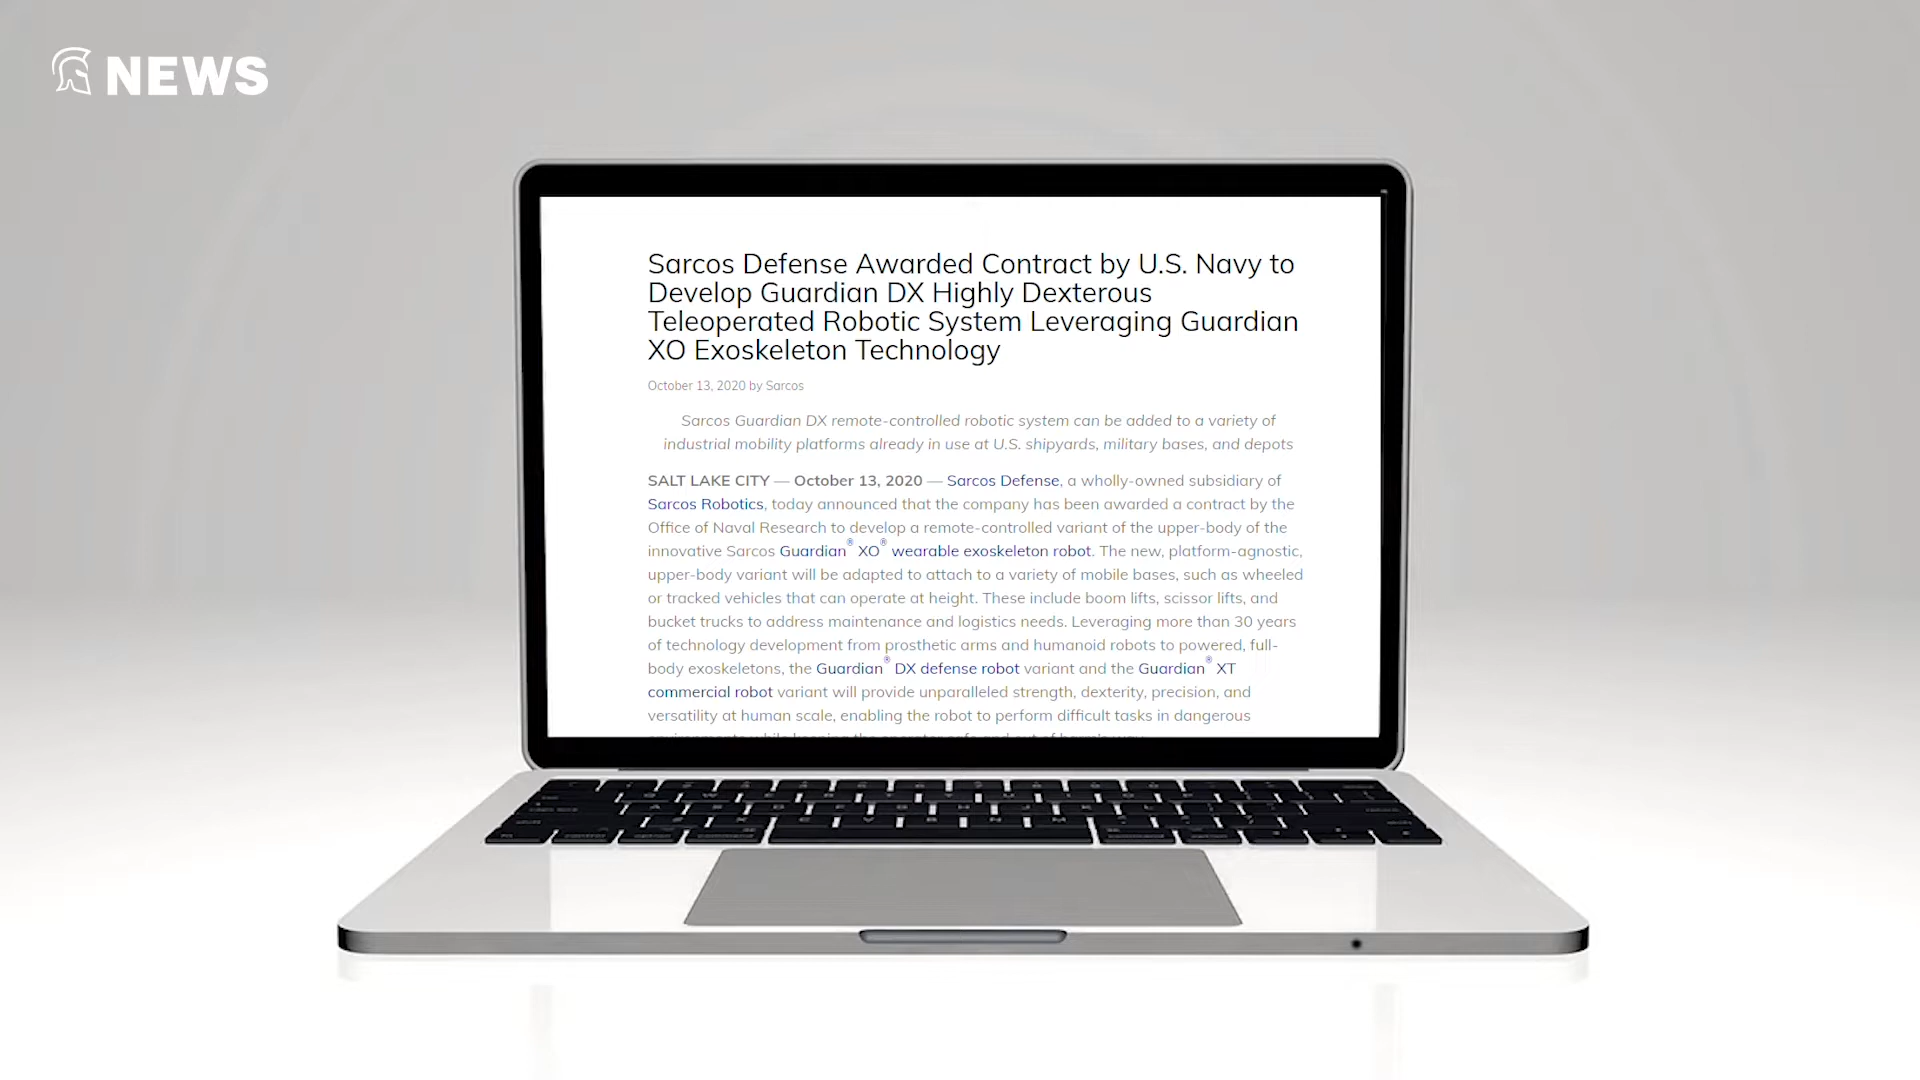 NEWS
Sarcos Defense Awarded Contract by U.S. Navy to
Develop Guardian DX Highly Dexterous
Teleoperated Robotic System Leveraging Guardian
XO Exoskeleton Technology
October 13, 2020 by Sarcos
Sarcos Guardian DX remote-controlled robotic system can be added to a variety of
industrial mobility platforms already in use at U.S. shipyards, military bases, and depots
SALT LAKE CITY — October 13, 2020 — Sarcos Defense, a wholly-owned subsidiary of
Sarcos Robotics, today announced that the company has been awarded a contract by the
Office of Naval Research to develop a remote-controlled variant of the upper-body of the
innovative Sarcos Guardian® XO® wearable exoskeleton robot. The new, platform-agnostic,
upper-body variant will be adapted to attach to a variety of mobile bases, such as wheeled
or tracked vehicles that can operate at height. These include boom lifts, scissor lifts, and
bucket trucks to address maintenance and logistics needs. Leveraging more than 30 years
of technology development from prosthetic arms and humanoid robots to powered, full-
body exoskeletons, the Guardian® DX defense robot variant and the Guardian® XT
commercial robot variant will provide unparalleled strength, dexterity, precision, and
versatility at human scale, enabling the robot to perform difficult tasks in dangerous